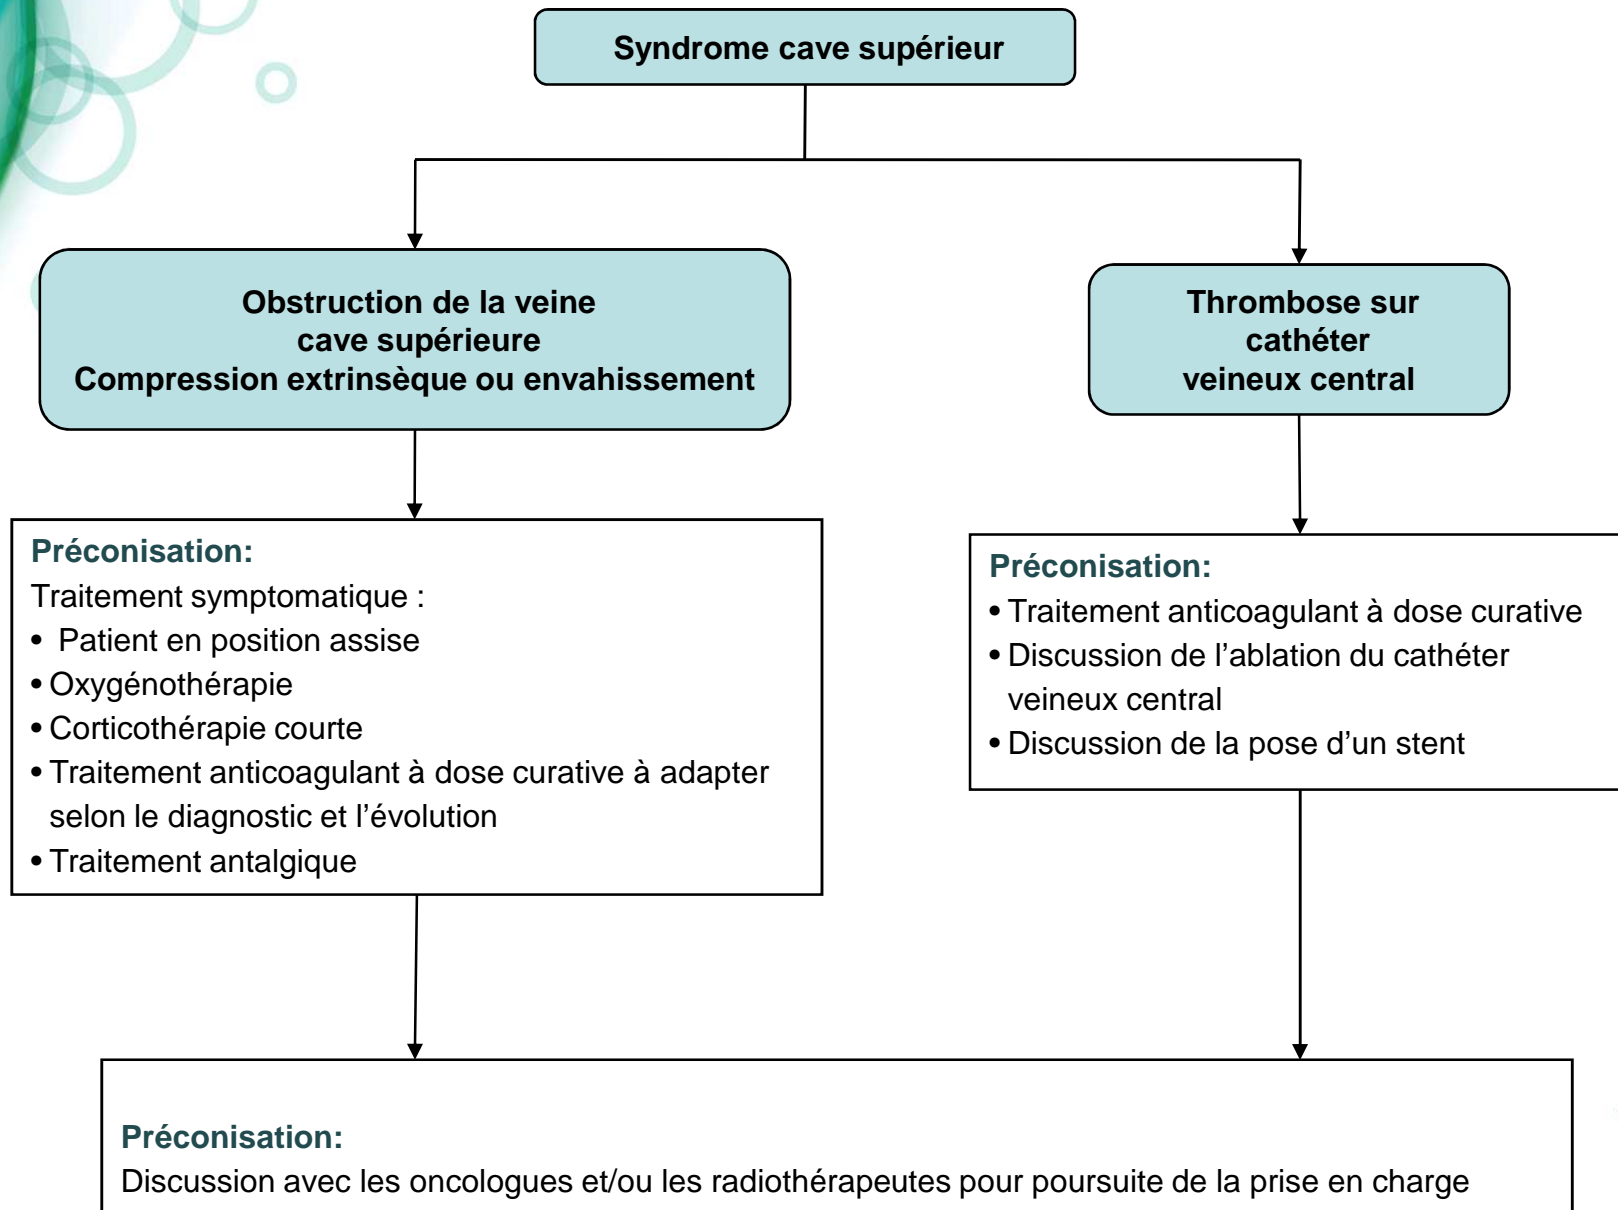 Syndrome cave supérieur
Obstruction de la veine
cave supérieure
Compression extrinsèque ou envahissement
Thrombose sur
cathéter
veineux central
Préconisation:
Traitement symptomatique :
• Patient en position assise
• Oxygénothérapie
• Corticothérapie courte
• Traitement anticoagulant à dose curative à adapter
selon le diagnostic et l’évolution
• Traitement antalgique
Préconisation:
• Traitement anticoagulant à dose curative
• Discussion de l’ablation du cathéter
veineux central
• Discussion de la pose d’un stent
Préconisation:
Discussion avec les oncologues et/ou les radiothérapeutes pour poursuite de la prise en charge